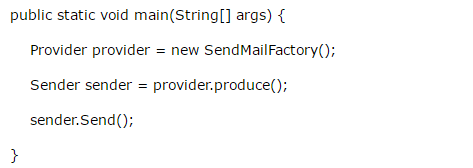 public static void main(String[] args) {
Provider provider = new SendMailFactory();
Sender sender = provider.produce();
sender.Send();
}